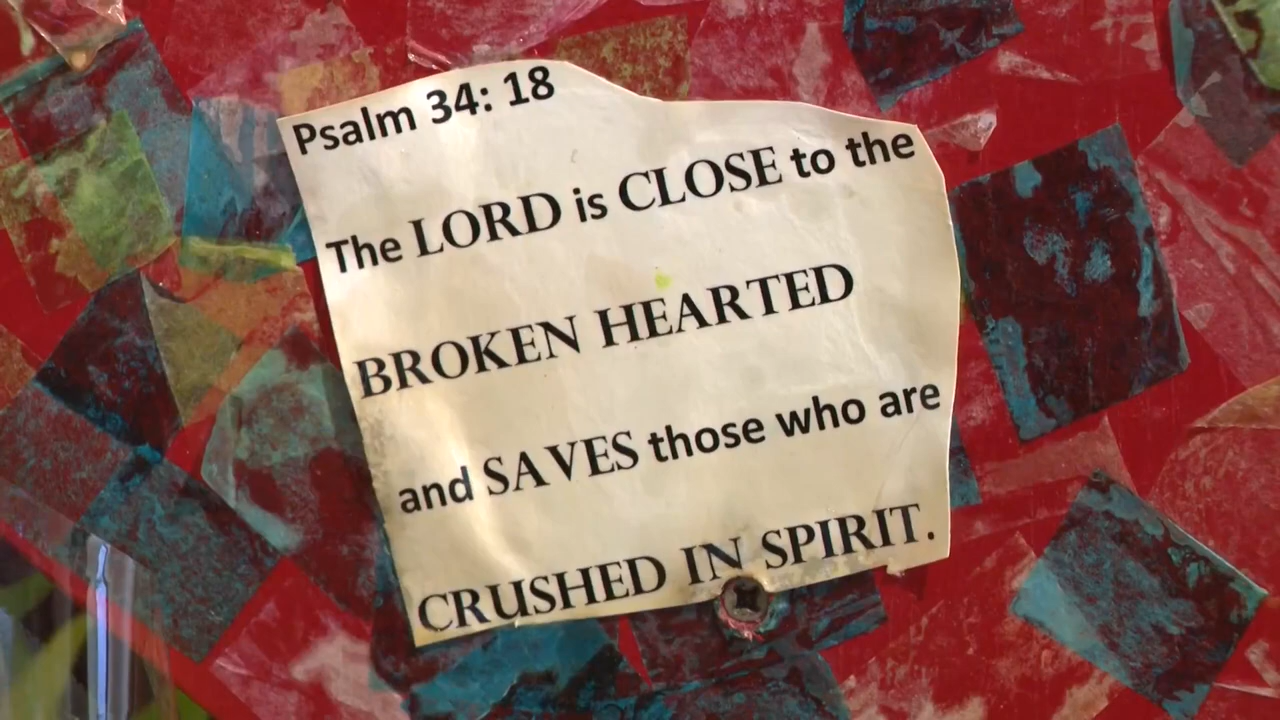 Psalm 34: 18
The LORD is CLOSE to the
BROKEN HEARTED
and SAVES those who are
CRUSHED IN SPIRIT.